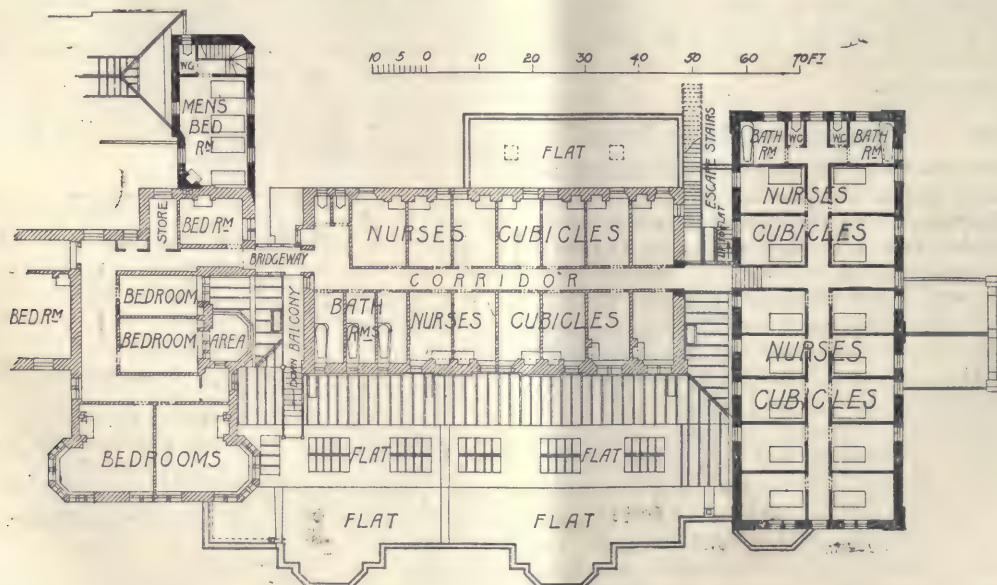 10 5 0 10 20 30 40 50 60 70 FT
WC
MENS
BED
RM
FLAT
ESCAPE STAIRS
BATH
RM
WC
WC
BATH
RM
STORE
BED RM
NURSES CUBICLES
NURSES
CUBICLES
BRIDGEWAY
FLAT
CORRIDOR
BED RM
BEDROOM
BEDROOM
AREA
DOWN BALCONY
BATH
RMS
NURSES CUBICLES
NURSES
CUBICLES
BEDROOMS
FLAT
FLAT
FLAT
FLAT